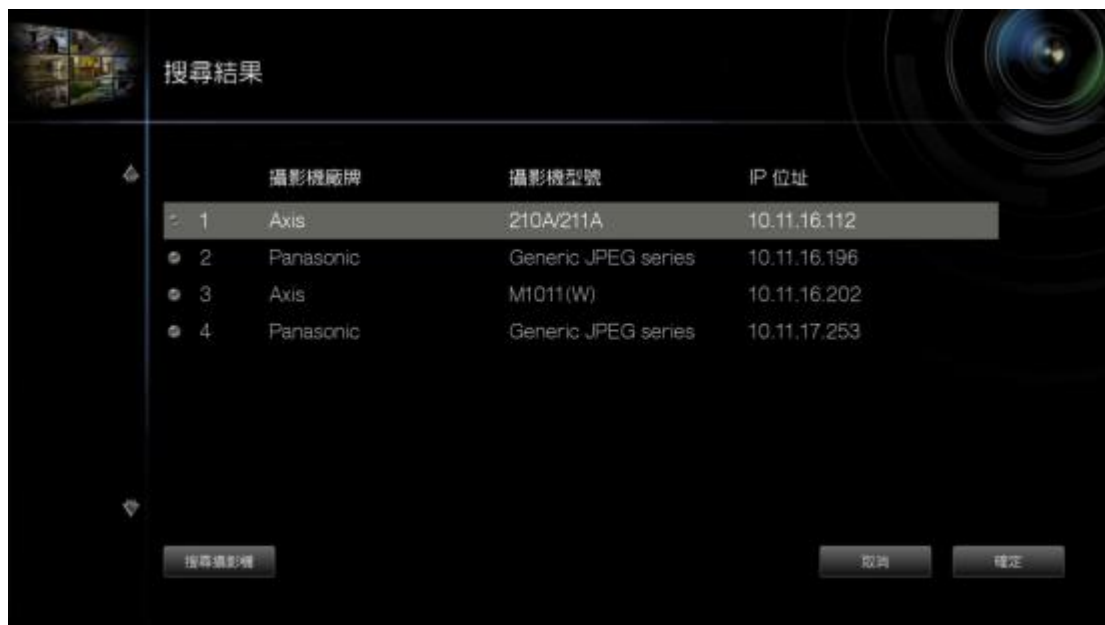 搜尋結果
攝影機廠牌 攝影機型號 IP 位址
1 Axis 210A/211A 10.11.16.112
2 Panasonic Generic JPEG series 10.11.16.196
3 Axis M1011(W) 10.11.16.202
4 Panasonic Generic JPEG series 10.11.17.253
搜尋攝影機 取消 確定